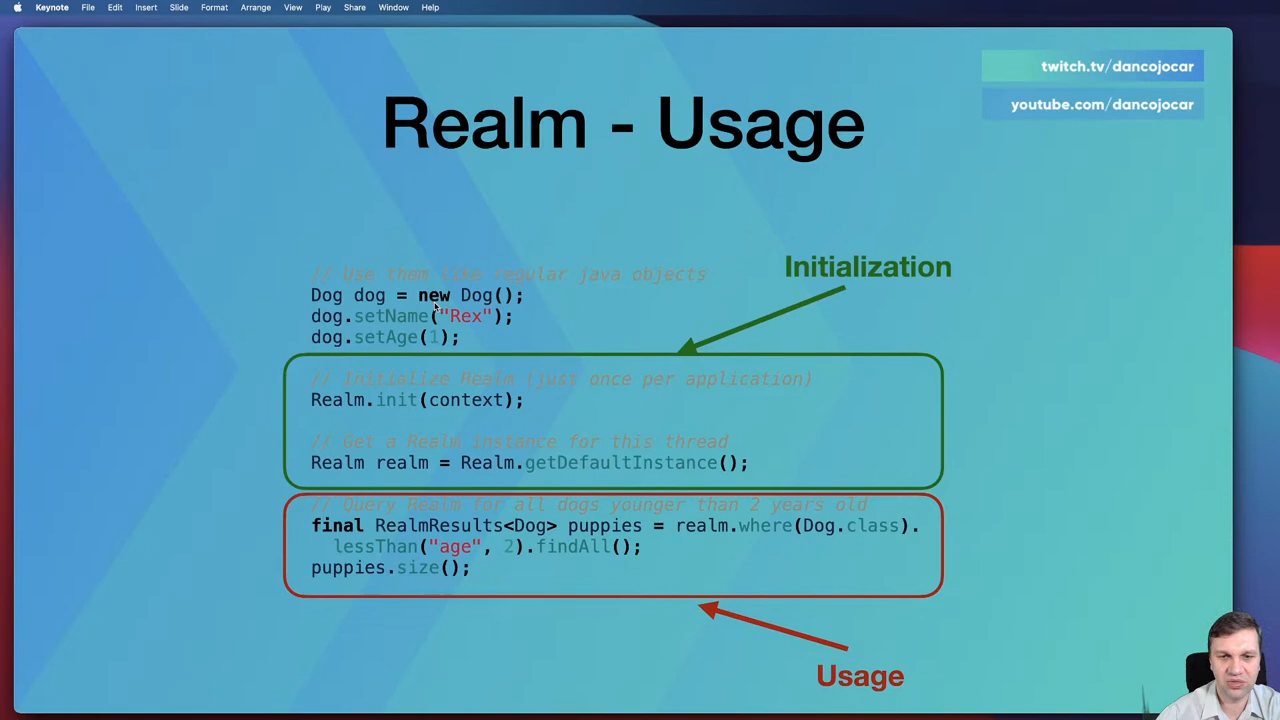 Keynote File Edit Insert Slide Format Arrange View Play Share Window Help
twitch.tv/dancojocar
youtube.com/dancojocar
Realm - Usage
Initialization
// Use them like regular java objects
Dog dog = new Dog();
dog.setName("Rex");
dog.setAge(1);
// Initialize Realm (just once per application)
Realm.init(context);
// Get a Realm instance for this thread
Realm realm = Realm.getDefaultInstance();
// Query Realm for all dogs younger than 2 years old
final RealmResults<Dog> puppies = realm.where(Dog.class).
lessThan("age", 2).findAll();
puppies.size();
Usage